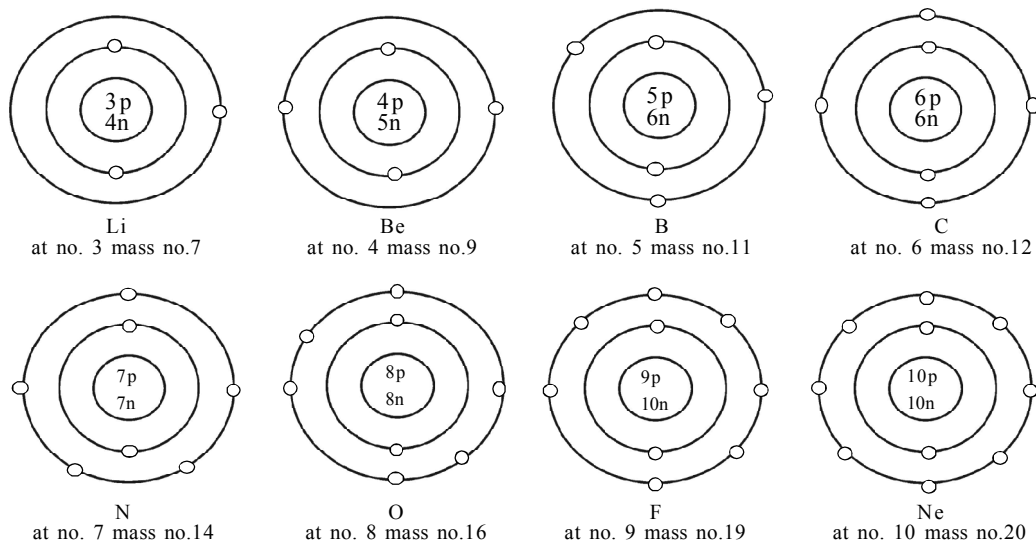 3p
4n
4p
5n
5p
6n
6p
6n
Li
at no. 3 mass no.7
Be
at no. 4 mass no.9
B
at no. 5 mass no.11
C
at no. 6 mass no.12
7p
7n
8p
8n
9p
10n
10p
10n
N
at no. 7 mass no.14
O
at no. 8 mass no.16
F
at no. 9 mass no.19
Ne
at no. 10 mass no.20